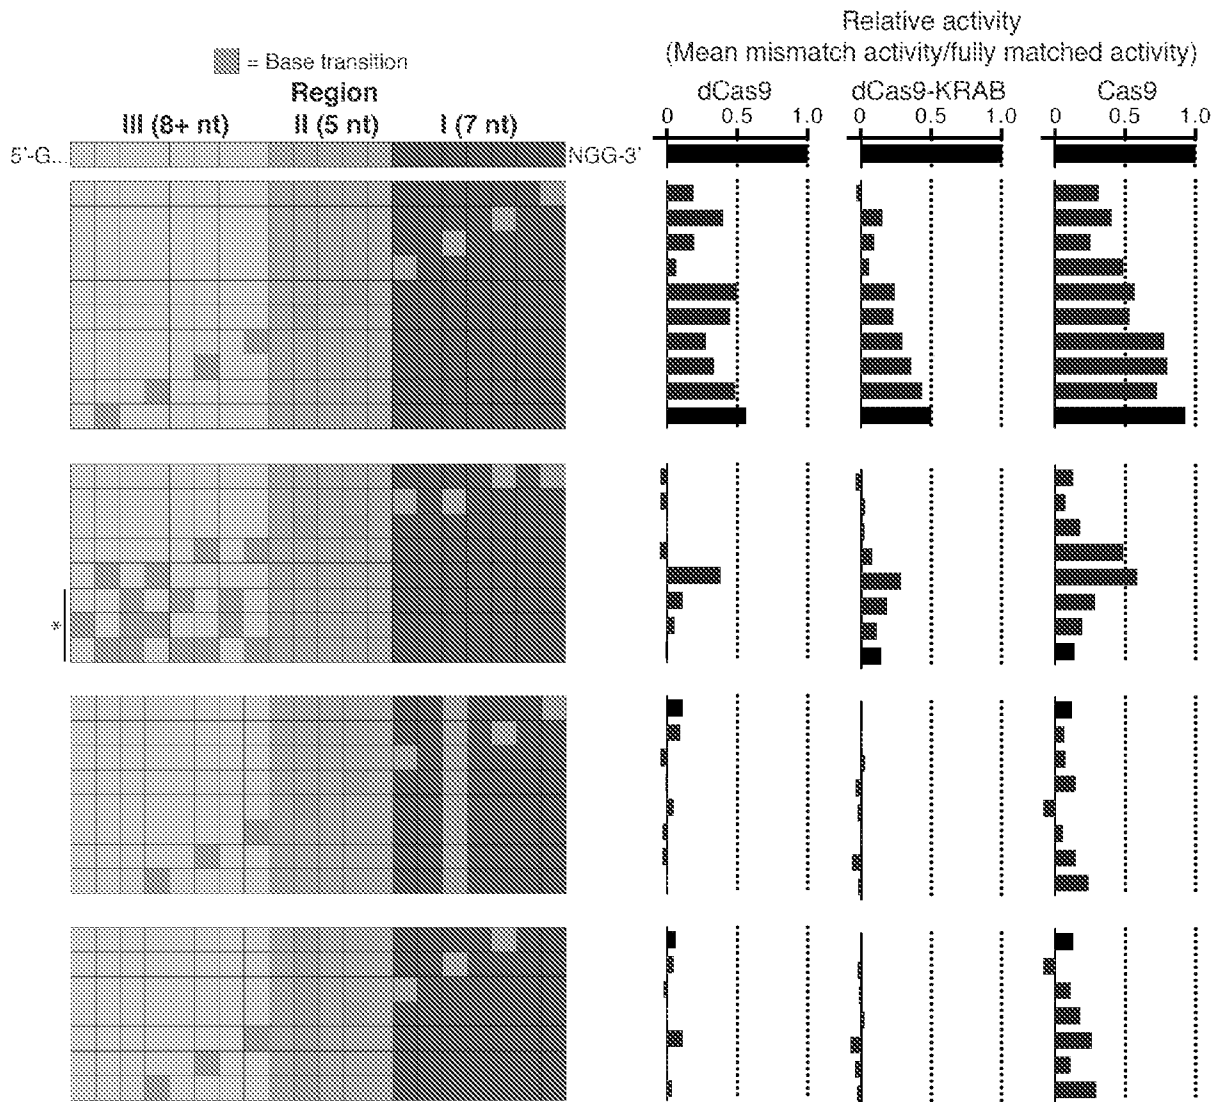 Relative activity
(Mean mismatch activity/fully matched activity)
= Base transition
Region
III (8+ nt) II (5 nt) I (7 nt)
dCas9 dCas9-KRAB Cas9
0 0.5 1.0 0 0.5 1.0 0 0.5 1.0
5'-G... NGG-3'
*